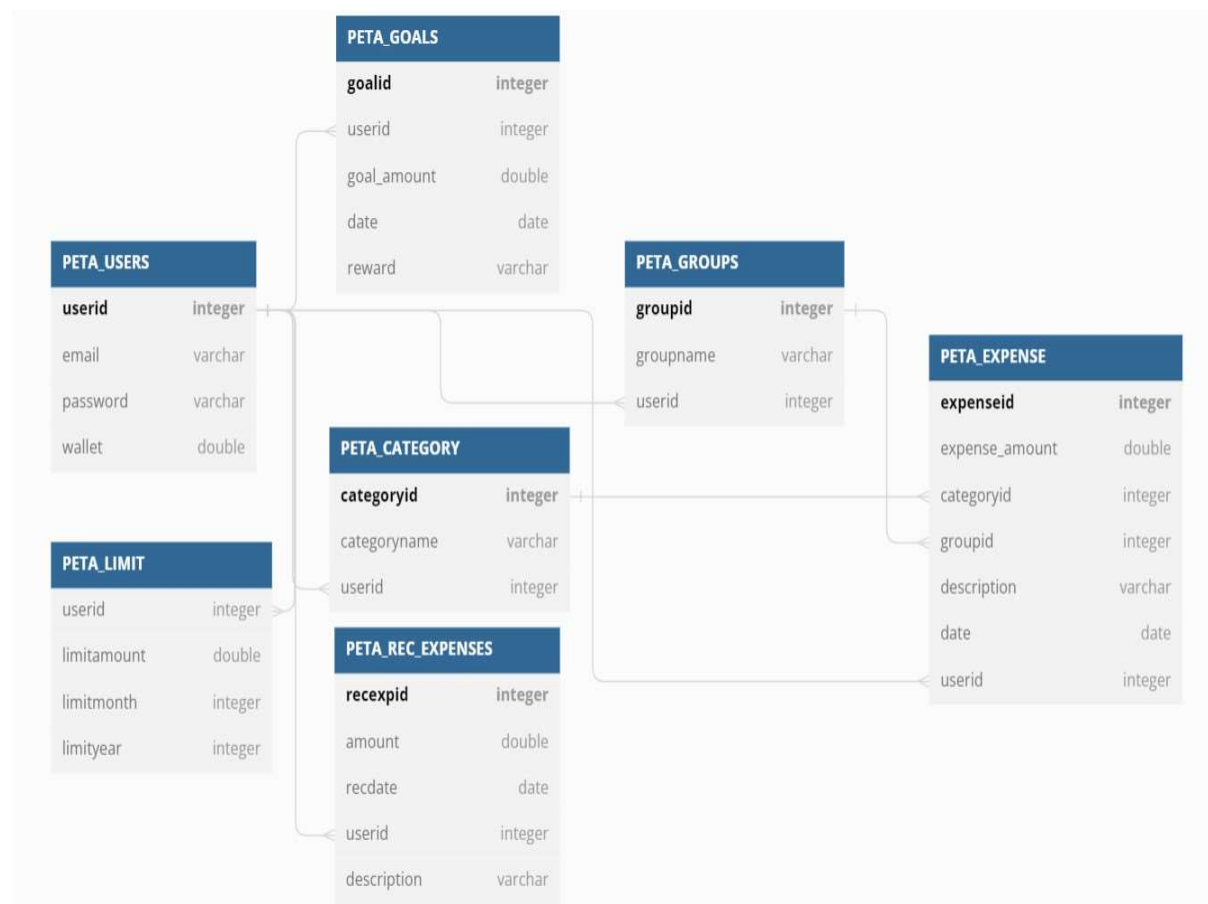 PETA_GOALS
goalid integer
userid integer
goal_amount double
date date
reward varchar
PETA_USERS
userid integer
email varchar
password varchar
wallet double
PETA_GROUPS
groupid integer
groupname varchar
userid integer
PETA_EXPENSE
expenseid integer
expense_amount double
categoryid integer
groupid integer
description varchar
date date
userid integer
PETA_CATEGORY
categoryid integer
categoryname varchar
userid integer
PETA_LIMIT
userid integer
limitamount double
limitmonth integer
limityear integer
PETA_REC_EXPENSES
recexpid integer
amount double
recdate date
userid integer
description varchar